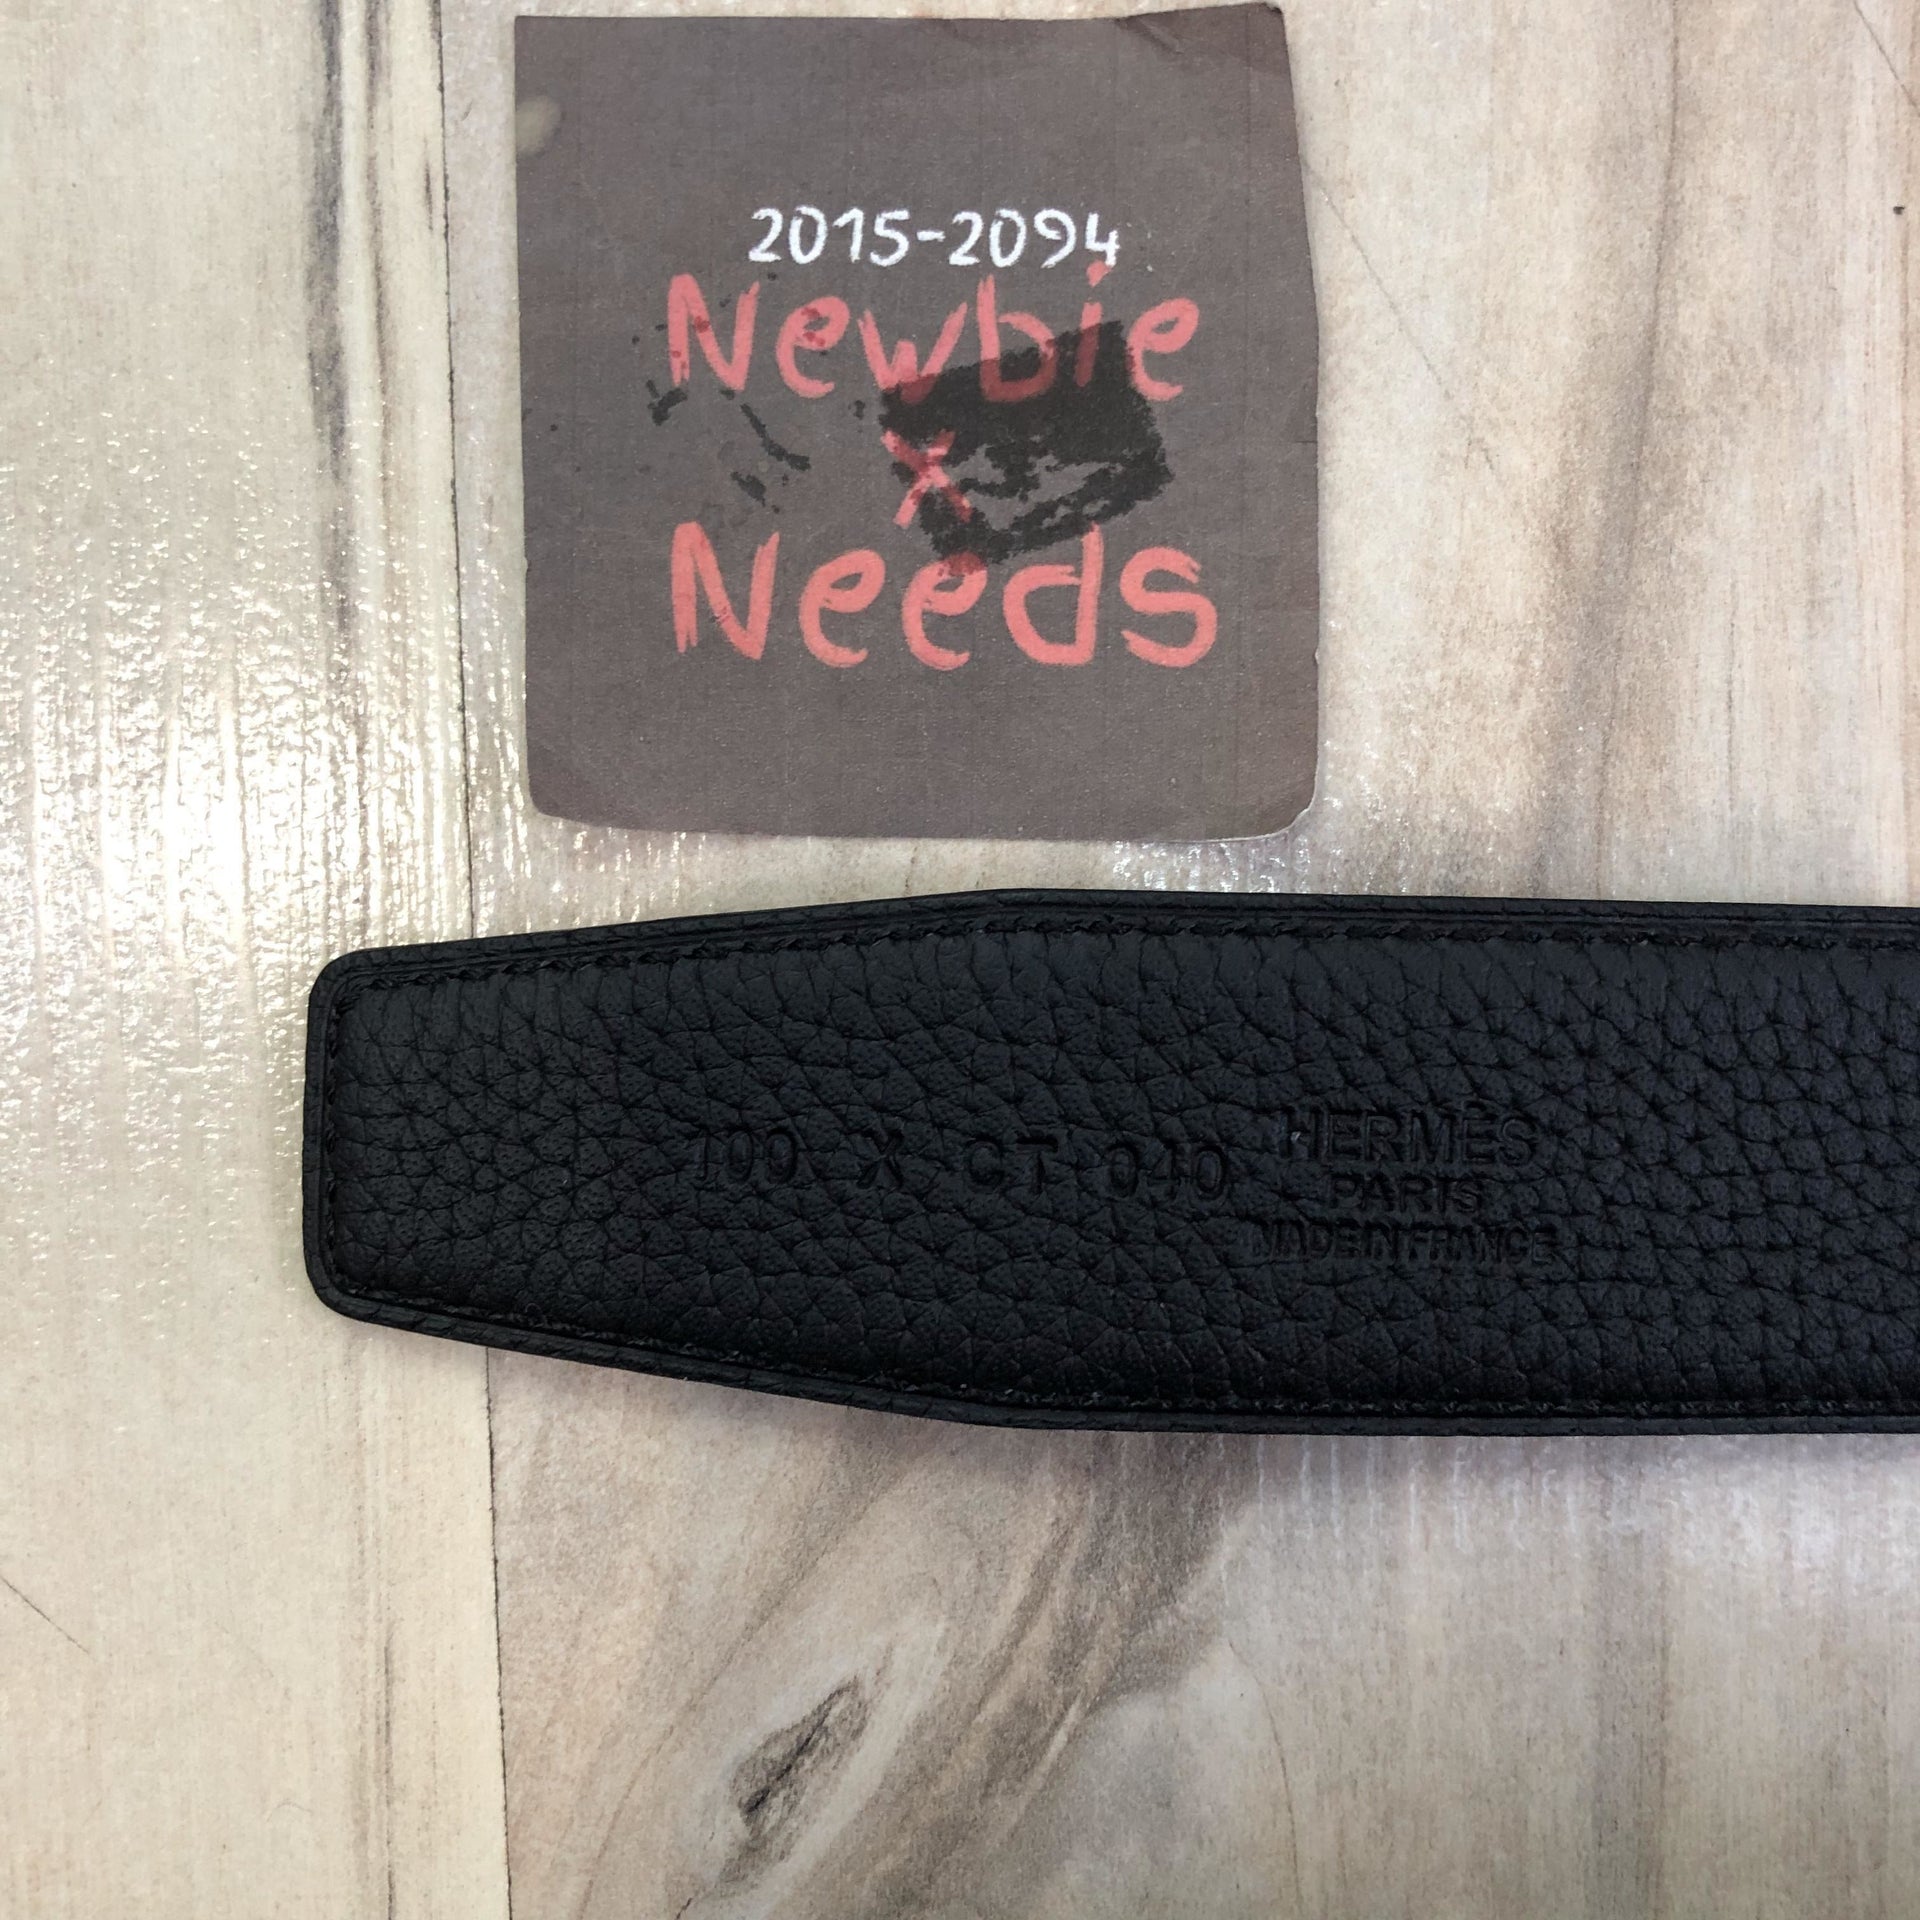 2015-2094
Newbie
X
Needs
100 X CT 040
HERMÈS
PARIS
MADE IN FRANCE